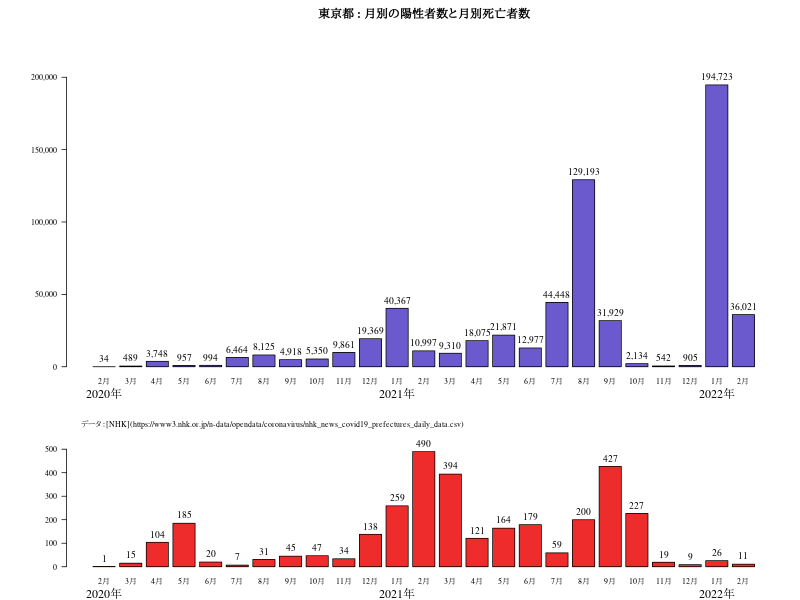 東京都 : 月別の陽性者数と月別死亡者数
200,000
150,000
100,000
50,000
0
34 489 3,748 957 994 6,464 8,125 4,918 5,350 9,861 19,369 40,367 10,997 9,310 18,075 21,871 12,977 44,448 129,193 31,929 2,134 542 905 194,723 36,021
2月 3月 4月 5月 6月 7月 8月 9月 10月 11月 12月 1月 2月 3月 4月 5月 6月 7月 8月 9月 10月 11月 12月 1月 2月
2020年 2021年 2022年
データ : [NHK](https://www3.nhk.or.jp/n-data/opendata/coronavirus/nhk_news_covid19_prefectures_daily_data.csv)
500
400
300
200
100
0
1 15 104 185 20 7 31 45 47 34 138 259 490 394 121 164 179 59 200 427 227 19 9 26 11
2月 3月 4月 5月 6月 7月 8月 9月 10月 11月 12月 1月 2月 3月 4月 5月 6月 7月 8月 9月 10月 11月 12月 1月 2月
2020年 2021年 2022年